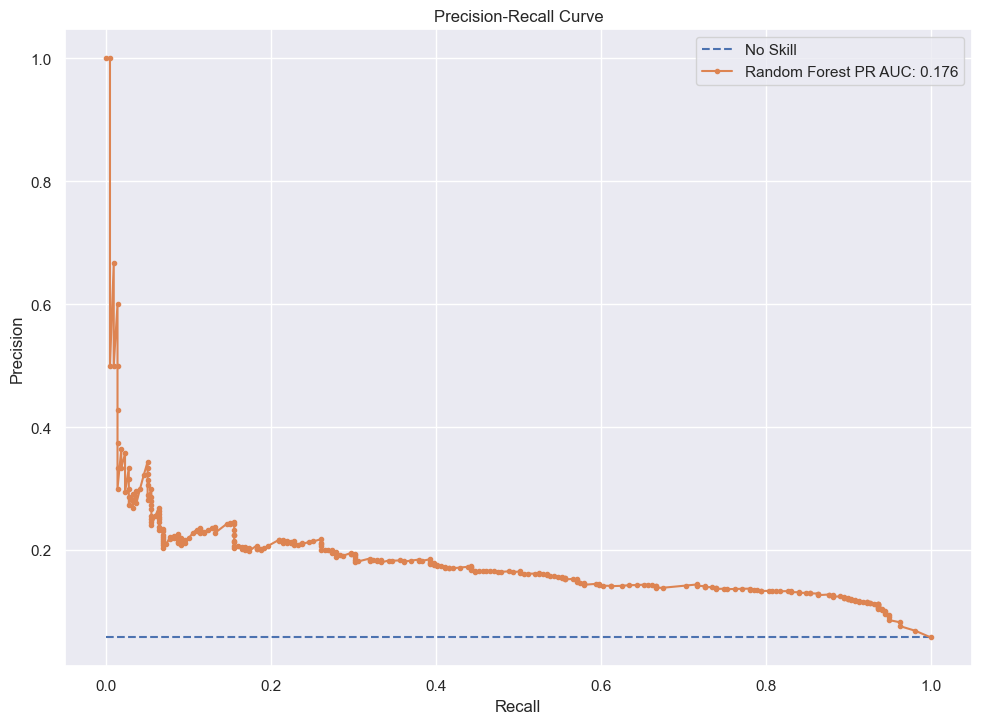 Precision-Recall Curve
No Skill
Random Forest PR AUC: 0.176
Precision
1.0
0.8
0.6
0.4
0.2
0.0 0.2 0.4 0.6 0.8 1.0
Recall